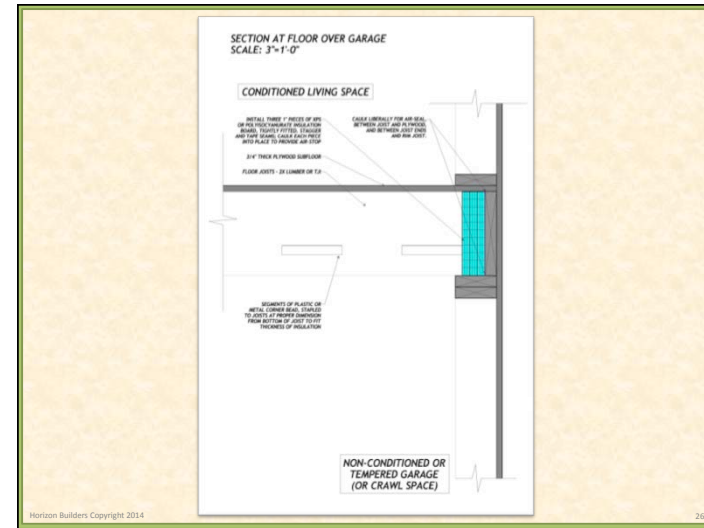 SECTION AT FLOOR OVER GARAGE
SCALE: 3"=1'-0"
CONDITIONED LIVING SPACE
INSTALL THREE 1" PIECES OF XPS
OR POLYISOCYANURATE INSULATION
BOARD, TIGHTLY FITTED. STAGGER
AND TAPE SEAMS; CAULK EACH PIECE
INTO PLACE TO PROVIDE AIR-STOP
CAULK LIBERALLY FOR AIR-SEAL,
BETWEEN JOIST AND PLYWOOD,
AND BETWEEN JOIST ENDS
AND RIM JOIST.
3/4" THICK PLYWOOD SUBFLOOR
FLOOR JOISTS - 2X LUMBER OR TJI
SEGMENTS OF PLASTIC OR
METAL CORNER BEAD, STAPLED
TO JOISTS AT PROPER DIMENSION
FROM BOTTOM OF JOIST TO FIT
THICKNESS OF INSULATION
NON-CONDITIONED OR
TEMPERED GARAGE
(OR CRAWL SPACE)
Horizon Builders Copyright 2014
26